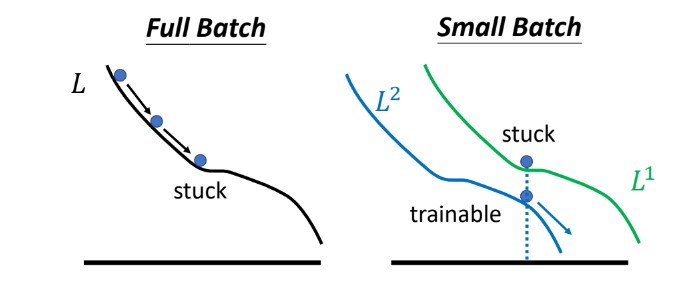 Full Batch
L
stuck
Small Batch
L²
stuck
L¹
trainable